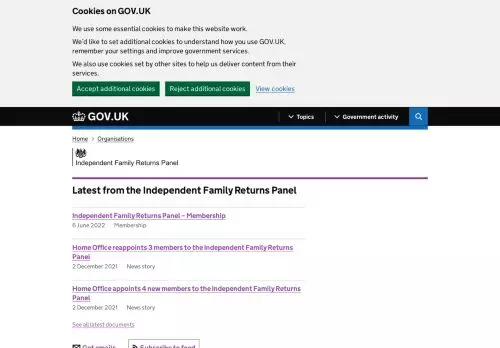 Cookies on GOV.UK
We use some essential cookies to make this website work.
We'd like to set additional cookies to understand how you use GOV.UK,
remember your settings and improve government services.
We also use cookies set by other sites to help us deliver content from their
services.
Accept additional cookies
Reject additional cookies
View cookies
GOV.UK
Topics
Government activity
Home > Organisations
Independent Family Returns Panel
Latest from the Independent Family Returns Panel
Independent Family Returns Panel – Membership
6 June 2022 Membership
Home Office reappoints 3 members to the Independent Family Returns
Panel
2 December 2021 News story
Home Office appoints 4 new members to the Independent Family Returns
Panel
2 December 2021 News story
See all latest documents
Get emails
Subscribe to feed